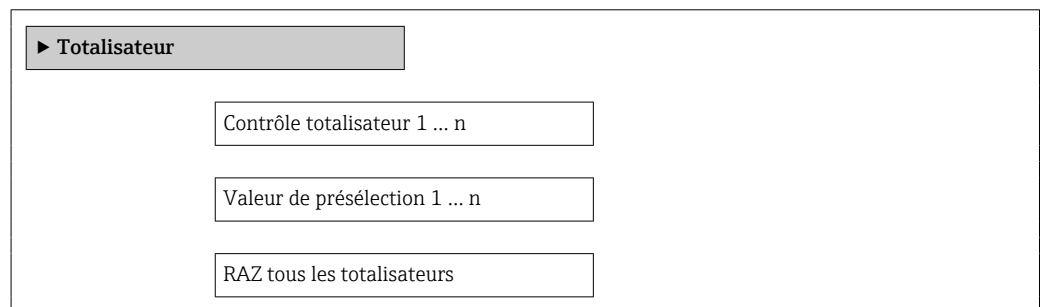 ▶ Totalisateur
Contrôle totalisateur 1 … n
Valeur de présélection 1 … n
RAZ tous les totalisateurs